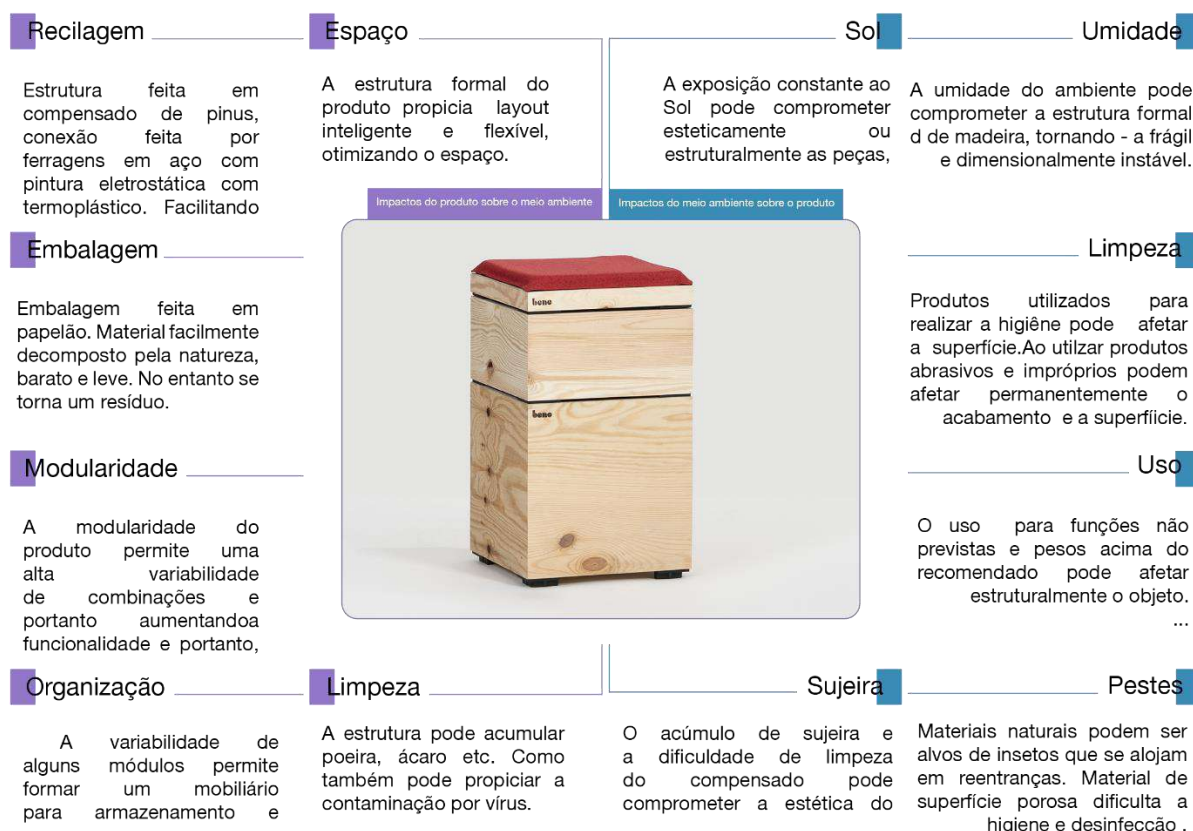 Recilagem
Estrutura feita em
compensado de pinus,
conexão feita por
ferragens em aço com
pintura eletrostática com
termoplástico. Facilitando
Espaço
A estrutura formal do
produto propicia layout
inteligente e flexível,
otimizando o espaço.
Sol
A exposição constante ao
Sol pode comprometer
esteticamente ou
estruturalmente as peças,
Umidade
A umidade do ambiente pode
comprometer a estrutura formal
d de madeira, tornando - a frágil
e dimensionalmente instável.
Impactos do produto sobre o meio ambiente
Impactos do meio ambiente sobre o produto
Embalagem
Embalagem feita em
papelão. Material facilmente
decomposto pela natureza,
barato e leve. No entanto se
torna um resíduo.
buno
buno
Limpeza
Produtos utilizados para
realizar a higiêne pode afetar
a superfície.Ao utilzar produtos
abrasivos e impróprios podem
afetar permanentemente o
acabamento e a superfíicie.
Modularidade
A modularidade do
produto permite uma
alta variabilidade
de combinações e
portanto aumentandoa
funcionalidade e portanto,
Uso
O uso para funções não
previstas e pesos acima do
recomendado pode afetar
estruturalmente o objeto.
...
Organização
A variabilidade de
alguns módulos permite
formar um mobiliário
para armazenamento e
Limpeza
A estrutura pode acumular
poeira, ácaro etc. Como
também pode propiciar a
contaminação por vírus.
Sujeira
O acúmulo de sujeira e
a dificuldade de limpeza
do compensado pode
comprometer a estética do
Pestes
Materiais naturais podem ser
alvos de insetos que se alojam
em reentranças. Material de
superfície porosa dificulta a
higiene e desinfecção .